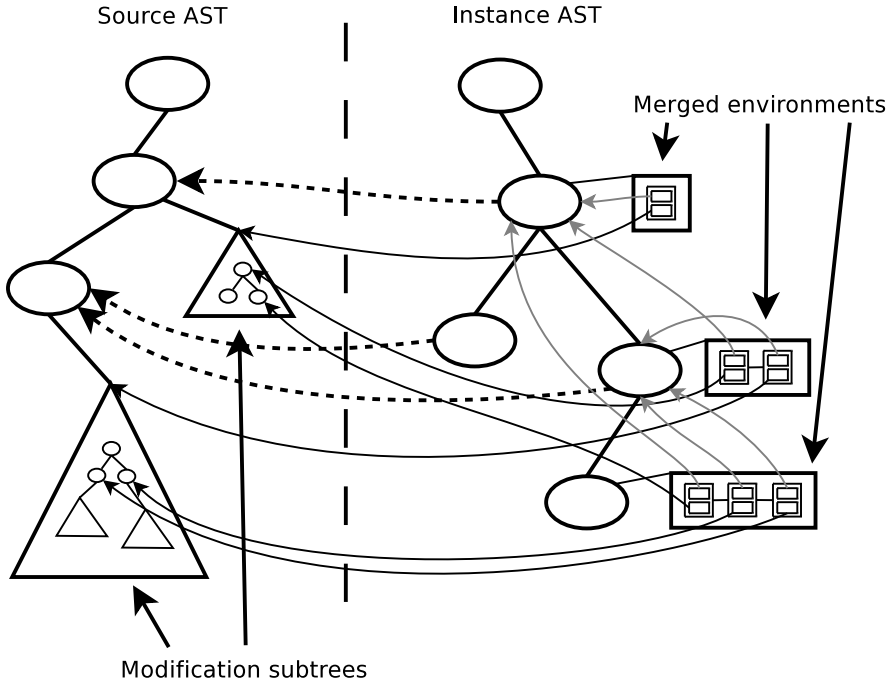 Source AST
Instance AST
Merged environments
Modification subtrees